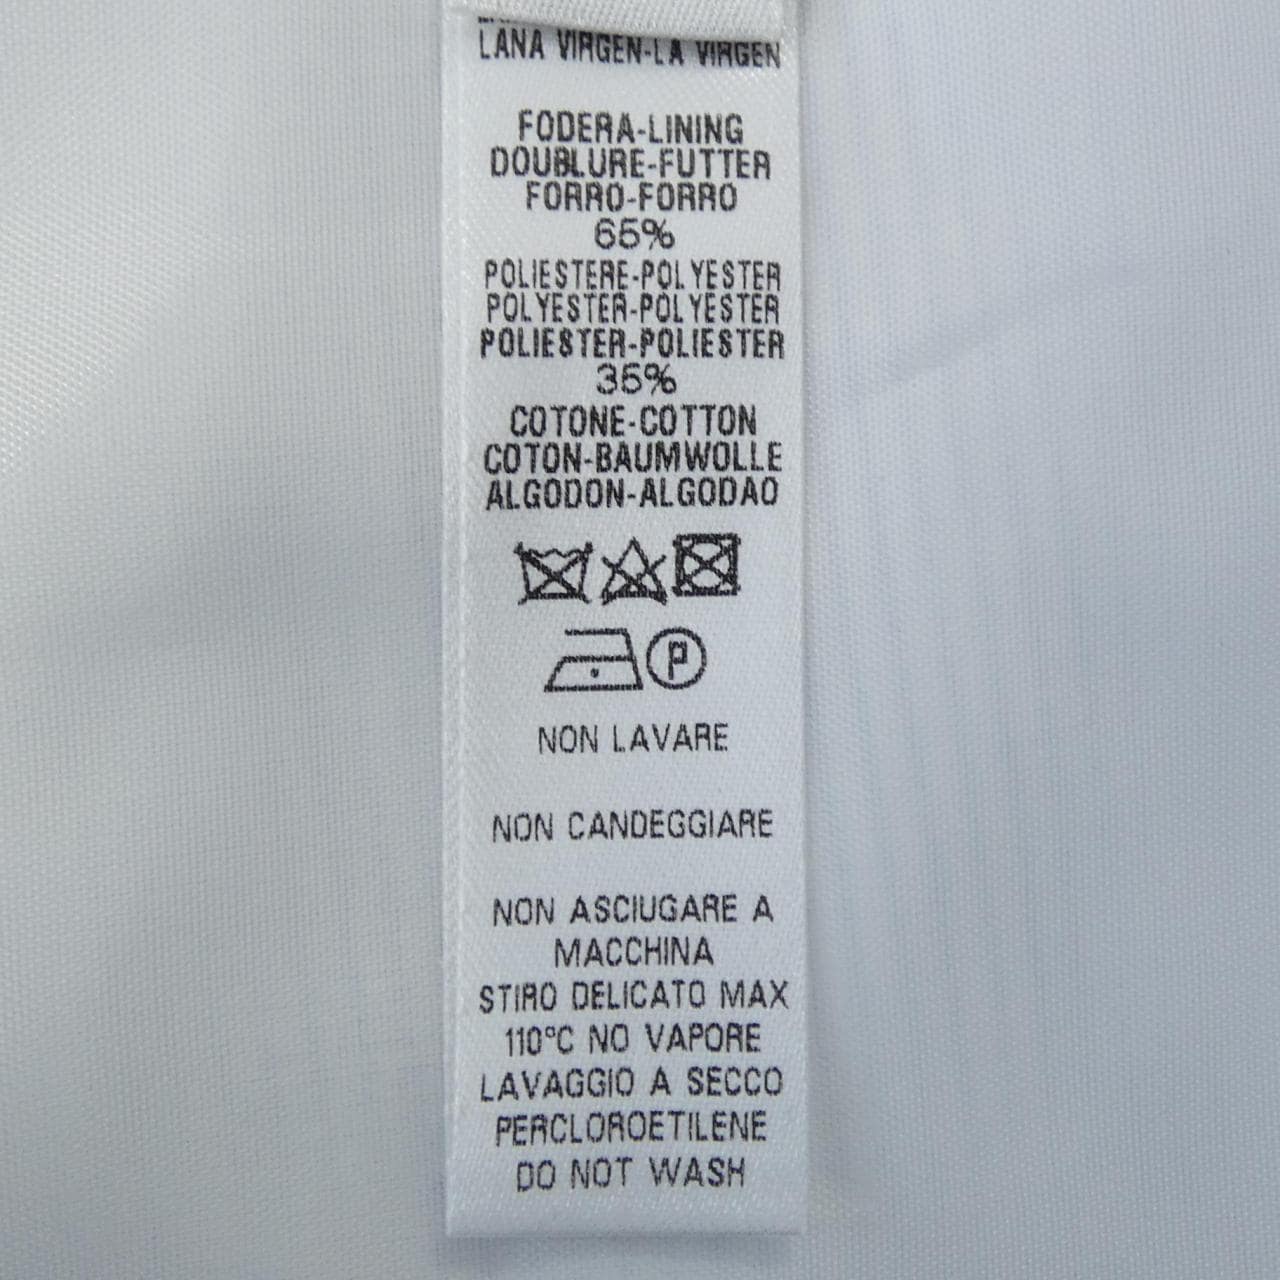 LANA VIRGEN-LA VIRGEN
FODERA-LINING
DOUBLURE-FUTTER
FORRO-FORRO
65%
POLIESTERE-POLYESTER
POLYESTER-POLYESTER
POLIESTER-POLIESTER
35%
COTONE-COTTON
COTON-BAUMWOLLE
ALGODON-ALGODAO
P
NON LAVARE
NON CANDEGGIARE
NON ASCIUGARE A
MACCHINA
STIRO DELICATO MAX
110°C NO VAPORE
LAVAGGIO A SECCO
PERCLOROETILENE
DO NOT WASH